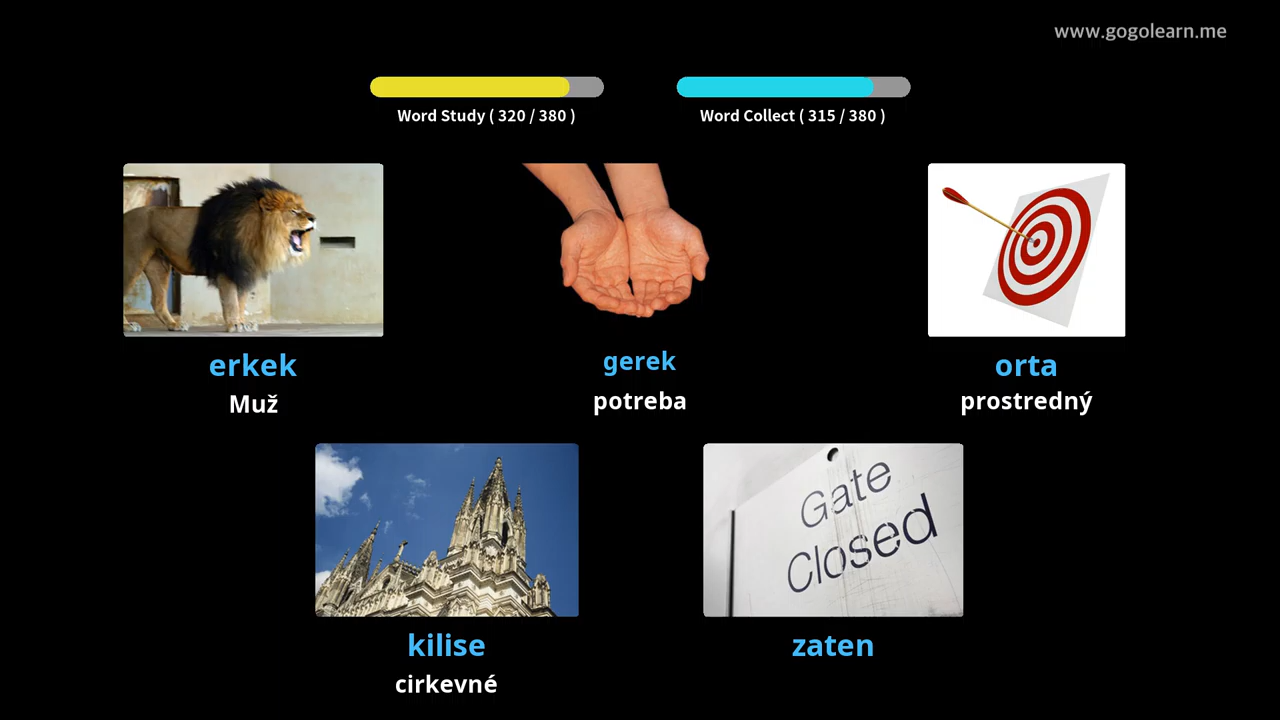 www.gogolearn.me
Word Study ( 320 / 380 )
Word Collect ( 315 / 380 )
erkek
Muž
gerek
potreba
orta
prostredný
Gate
Closed
kilise
cirkevné
zaten